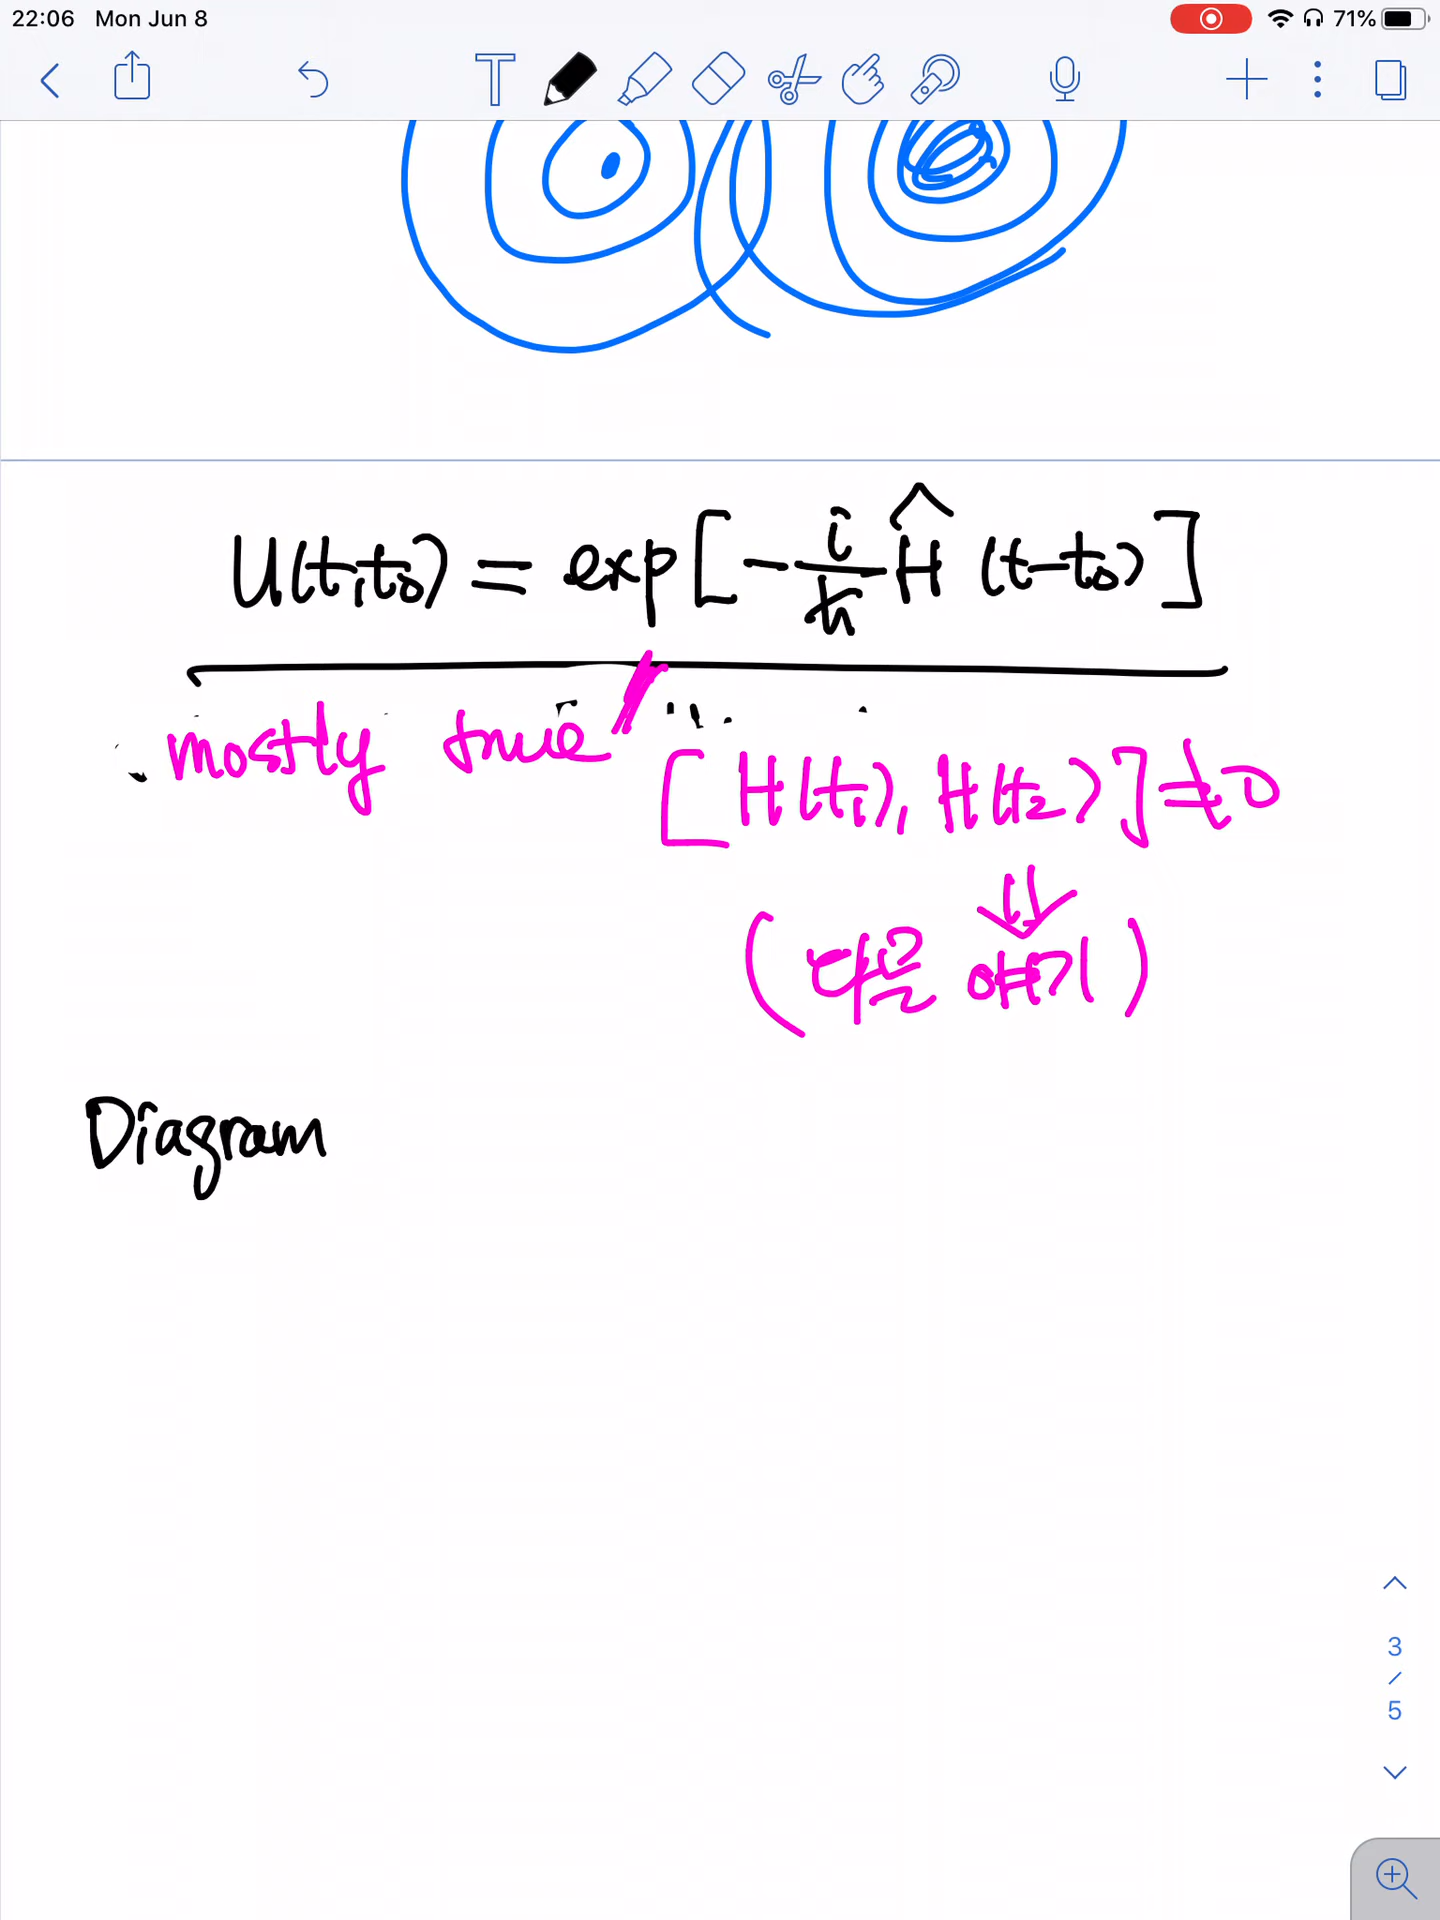 22:06 Mon Jun 8 71%
T
U(t,t₀) = exp[-i/ħ Ĥ (t-t₀)]
mostly true
[H(t₁), H(t₂)] ≠ 0
(다음 얘기)
Diagram
3
/
5